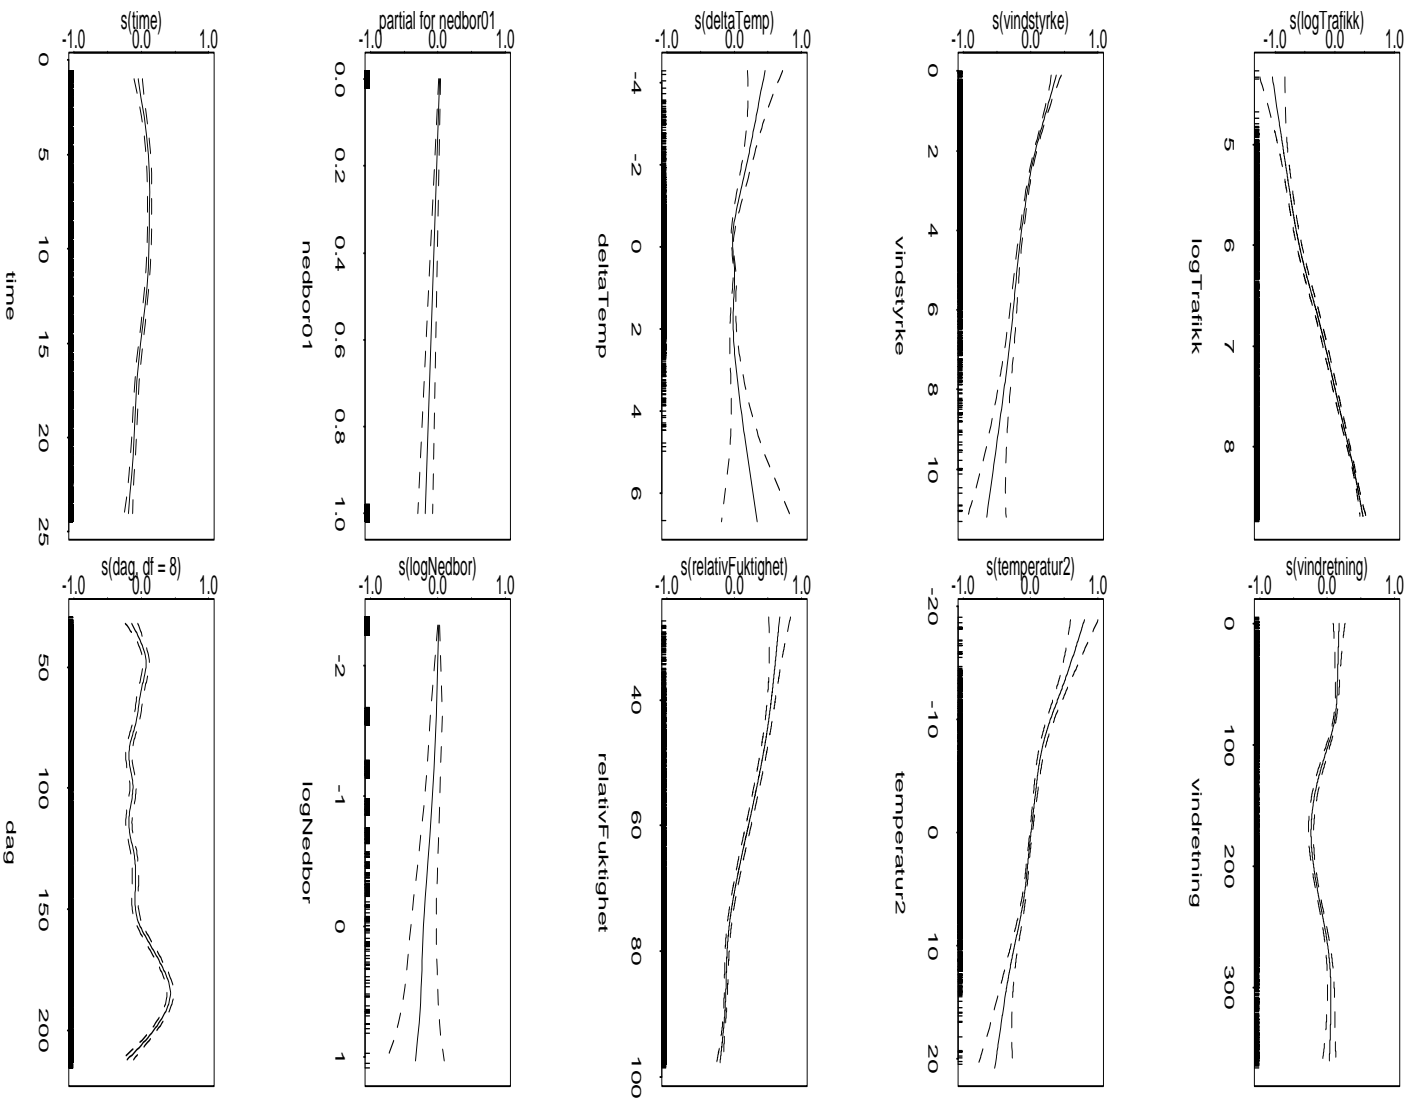 s(time)
-1.0 0.0 1.0
0 5 10 15 20 25
time
partial for nedbor01
-1.0 0.0 1.0
0.0 0.2 0.4 0.6 0.8 1.0
nedbor01
s(deltaTemp)
-1.0 0.0 1.0
-4 -2 0 2 4 6
deltaTemp
s(vindstyrke)
-1.0 0.0 1.0
0 2 4 6 8 10
vindstyrke
s(logTrafikk)
-1.0 0.0 1.0
5 6 7 8
logTrafikk
s(dag, df = 8)
-1.0 0.0 1.0
50 100 150 200
dag
s(logNedbor)
-1.0 0.0 1.0
-2 -1 0 1
logNedbor
s(relativFuktighet)
-1.0 0.0 1.0
40 60 80 100
relativFuktighet
s(temperatur2)
-1.0 0.0 1.0
-20 -10 0 10 20
temperatur2
s(vindretning)
-1.0 0.0 1.0
0 100 200 300
vindretning